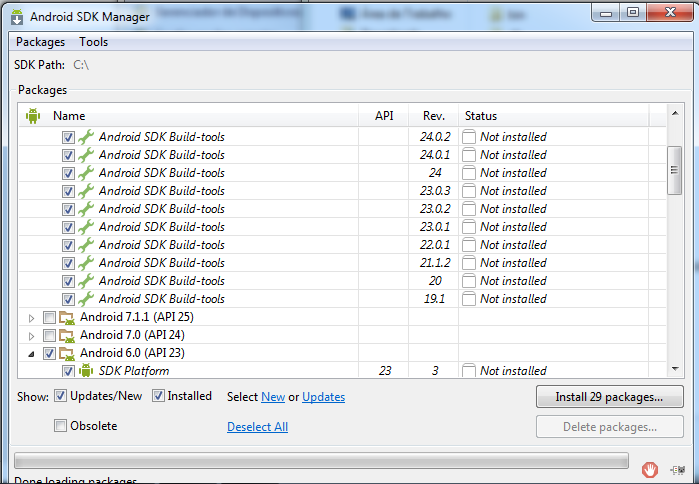 Android SDK Manager
Packages Tools
SDK Path: C:\
Packages
Name API Rev. Status
Android SDK Build-tools 24.0.2 Not installed
Android SDK Build-tools 24.0.1 Not installed
Android SDK Build-tools 24 Not installed
Android SDK Build-tools 23.0.3 Not installed
Android SDK Build-tools 23.0.2 Not installed
Android SDK Build-tools 23.0.1 Not installed
Android SDK Build-tools 22.0.1 Not installed
Android SDK Build-tools 21.1.2 Not installed
Android SDK Build-tools 20 Not installed
Android SDK Build-tools 19.1 Not installed
Android 7.1.1 (API 25)
Android 7.0 (API 24)
Android 6.0 (API 23)
SDK Platform 23 3 Not installed
Show: Updates/New Installed Select New or Updates Install 29 packages...
Obsolete Deselect All Delete packages...
Done loading packages.